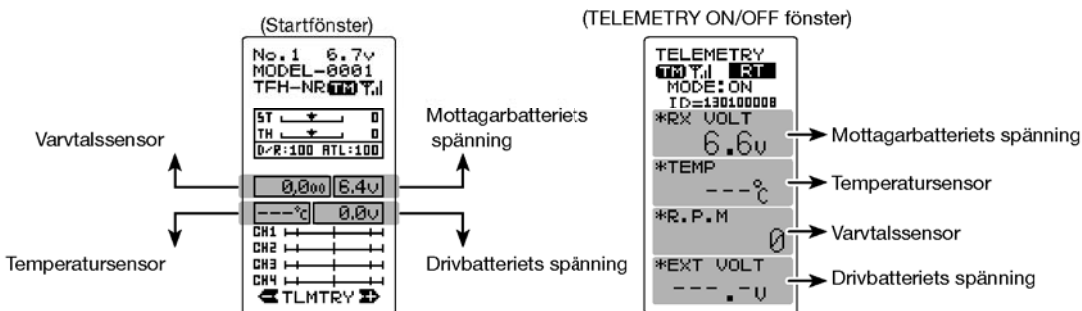 (Startfönster)
No.1 6.7v
MODEL-0001
TFH-NR TM
ST 0
TH 0
D/R:100 ATL:100
Varvtalssensor
Mottagarbatteriets
spänning
0,000 6.4v
---°c 0.0v
CH1
CH2
CH3
CH4
Temperatursensor
Drivbatteriets spänning
TLMTRY
(TELEMETRY ON/OFF fönster)
TELEMETRY
TM RT
MODE:ON
ID=130100008
*RX VOLT
6.6v
Mottagarbatteriets spänning
*TEMP
---°c
Temperatursensor
*R.P.M
0
Varvtalssensor
*EXT VOLT
---.-v
Drivbatteriets spänning